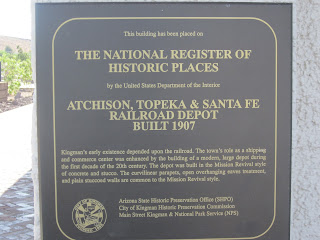 This building has been placed on
THE NATIONAL REGISTER OF
HISTORIC PLACES
by the United States Department of the Interior
ATCHISON, TOPEKA & SANTA FE
RAILROAD DEPOT
BUILT 1907
Kingman's early existence depended upon the railroad. The town's role as a shipping
and commerce center was enhanced by the building of a modern, large depot during
the first decade of the 20th century. The depot was built in the Mission Revival style
of concrete and stucco. The curvilinear parapets, open overhanging eaves treatment,
and plain stuccoed walls are common to the Mission Revival style.
Arizona State Historic Preservation Office (SHPO)
City of Kingman Historic Preservation Commission
Main Street Kingman & National Park Service (NPS)